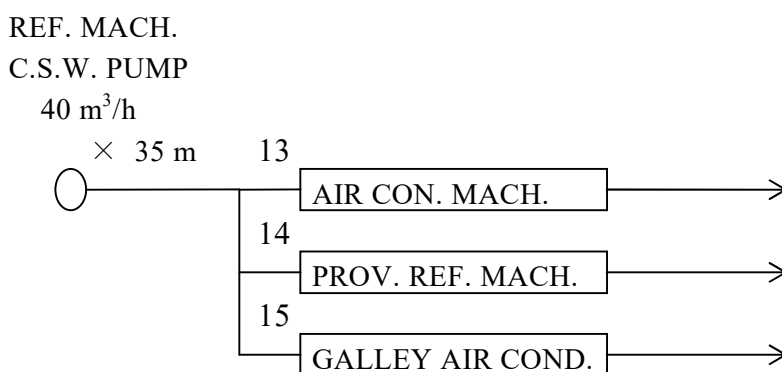 REF. MACH.
C.S.W. PUMP
40 m³/h
× 35 m
13
AIR CON. MACH.
14
PROV. REF. MACH.
15
GALLEY AIR COND.